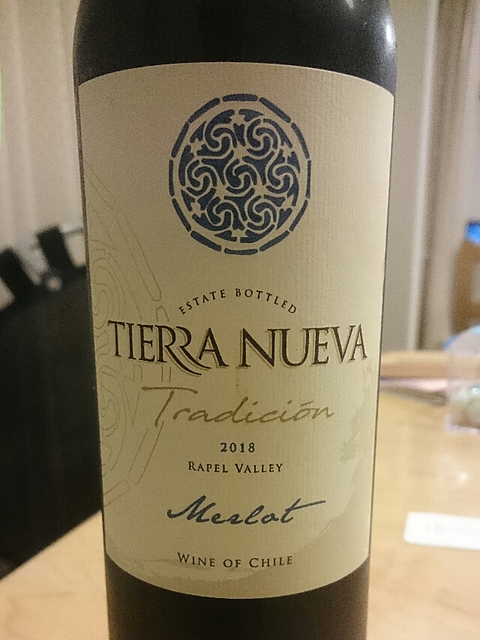 ESTATE BOTTLED
TIERRA NUEVA
Tradición
2018
RAPEL VALLEY
Merlot
WINE OF CHILE